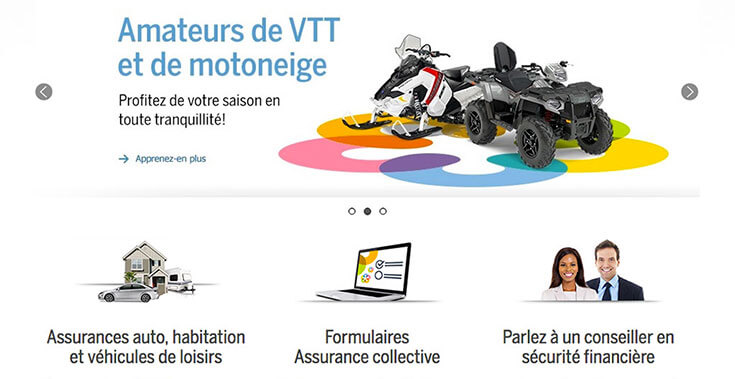 Amateurs de VTT
et de motoneige
Profitez de votre saison en
toute tranquillité!
→ Apprenez-en plus
Assurances auto, habitation
et véhicules de loisirs
Formulaires
Assurance collective
Parlez à un conseiller en
sécurité financière